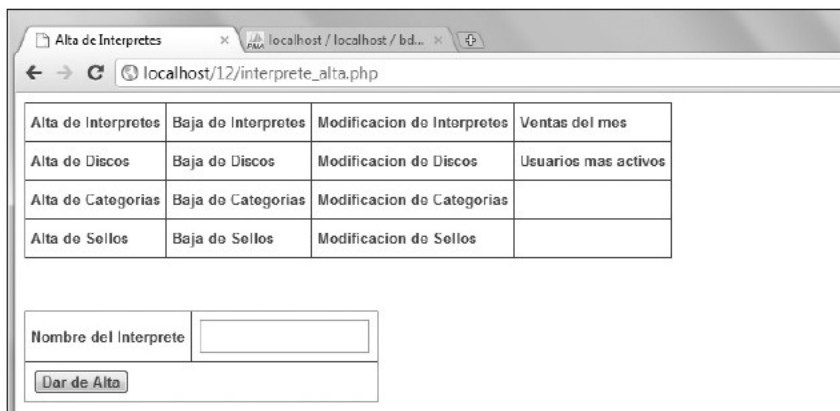 Alta de Interpretes
localhost / localhost / bd...
localhost/12/interprete_alta.php
Alta de Interpretes Baja de Interpretes Modificacion de Interpretes Ventas del mes
Alta de Discos Baja de Discos Modificacion de Discos Usuarios mas activos
Alta de Categorias Baja de Categorias Modificacion de Categorias
Alta de Sellos Baja de Sellos Modificacion de Sellos
Nombre del Interprete
Dar de Alta